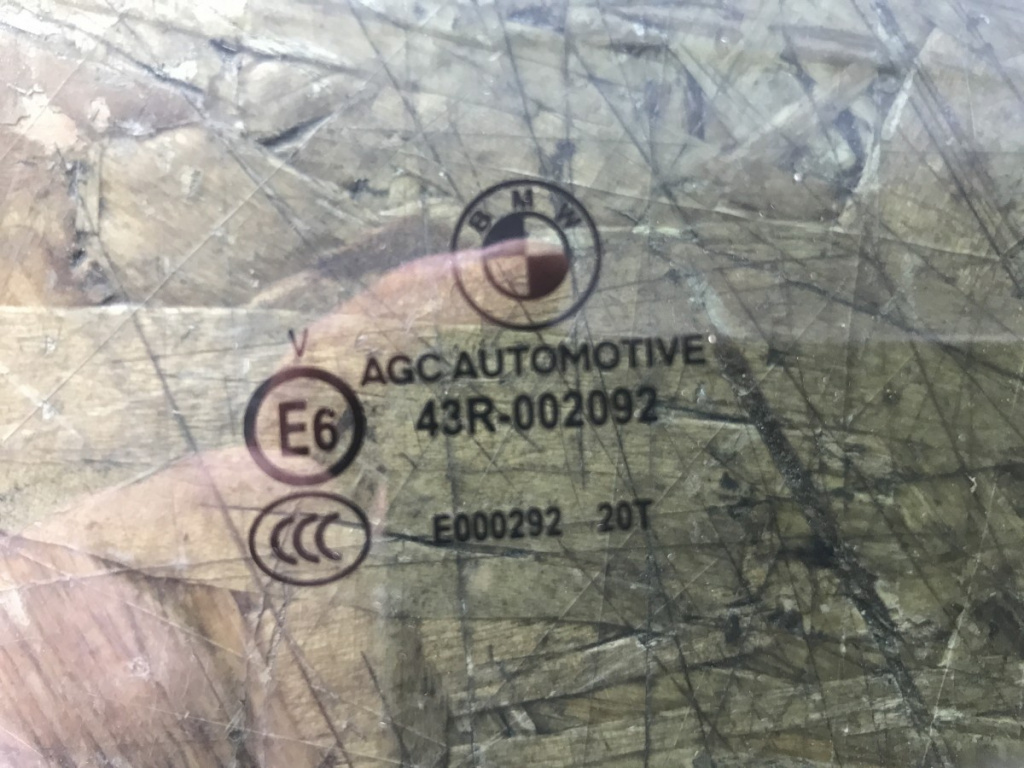 BMW
V
AGC AUTOMOTIVE
E6
43R-002092
CCC
E000292 20T